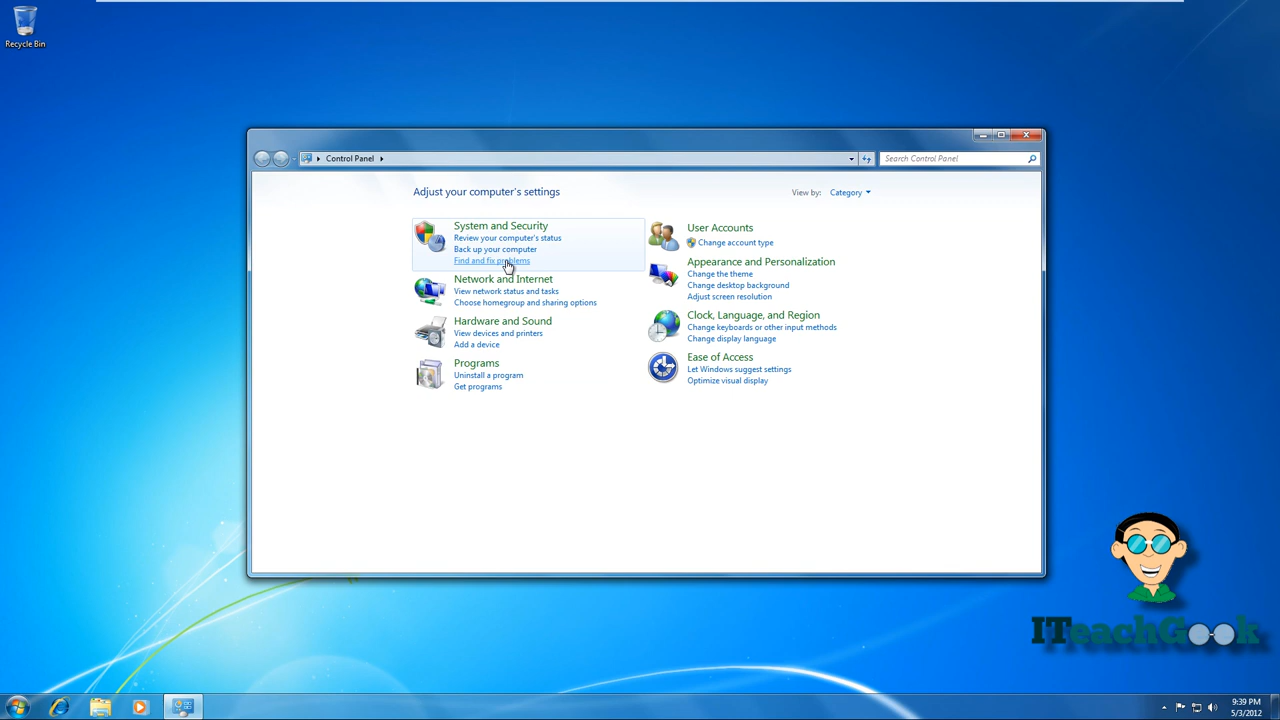 Recycle Bin
Control Panel
Search Control Panel
Adjust your computer's settings
View by: Category
System and Security
Review your computer's status
Back up your computer
Find and fix problems
Network and Internet
View network status and tasks
Choose homegroup and sharing options
Hardware and Sound
View devices and printers
Add a device
Programs
Uninstall a program
Get programs
User Accounts
Change account type
Appearance and Personalization
Change the theme
Change desktop background
Adjust screen resolution
Clock, Language, and Region
Change keyboards or other input methods
Change display language
Ease of Access
Let Windows suggest settings
Optimize visual display
ITeachGeek
9:39 PM
5/3/2012